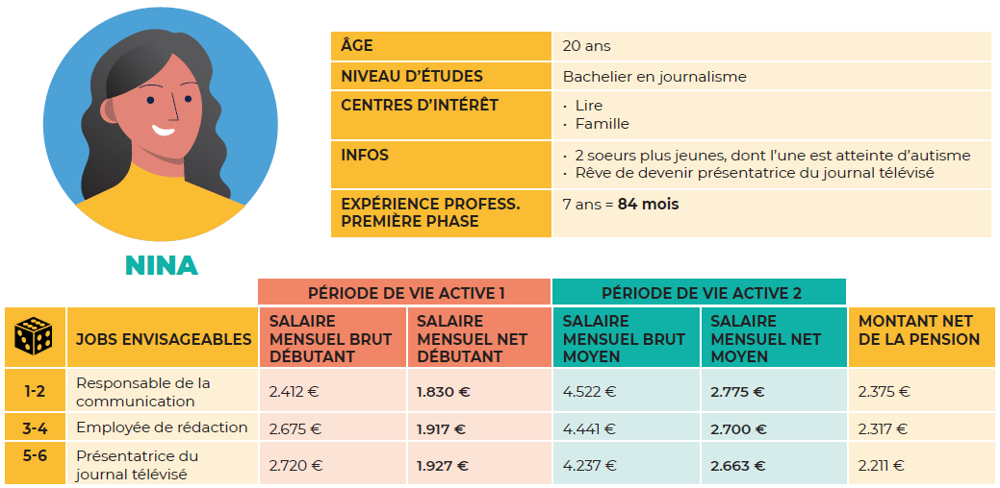 ÂGE
20 ans
NIVEAU D’ÉTUDES
Bachelier en journalisme
CENTRES D’INTÉRÊT
• Lire
• Famille
INFOS
• 2 soeurs plus jeunes, dont l’une est atteinte d’autisme
• Rêve de devenir présentatrice du journal télévisé
EXPÉRIENCE PROFESS.
PREMIÈRE PHASE
7 ans = 84 mois
NINA
PÉRIODE DE VIE ACTIVE 1
PÉRIODE DE VIE ACTIVE 2
JOBS ENVISAGEABLES
SALAIRE
MENSUEL BRUT
DÉBUTANT
SALAIRE
MENSUEL NET
DÉBUTANT
SALAIRE
MENSUEL BRUT
MOYEN
SALAIRE
MENSUEL NET
MOYEN
MONTANT NET
DE LA PENSION
1-2
Responsable de la
communication
2.412 €
1.830 €
4.522 €
2.775 €
2.375 €
3-4
Employée de rédaction
2.675 €
1.917 €
4.441 €
2.700 €
2.317 €
5-6
Présentatrice du
journal télévisé
2.720 €
1.927 €
4.237 €
2.663 €
2.211 €